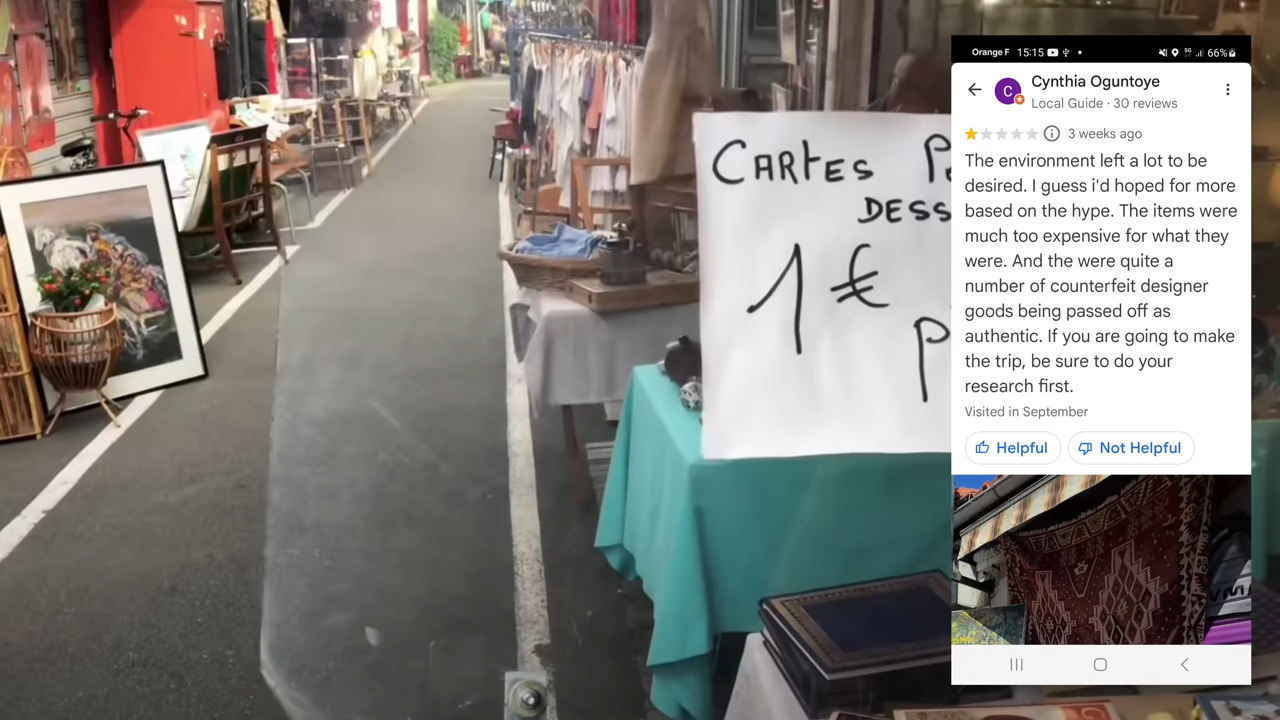 CARTES
DESS
1€
P
Orange F 15:15 66%
Cynthia Oguntoye
C
Local Guide · 30 reviews
3 weeks ago
The environment left a lot to be
desired. I guess i'd hoped for more
based on the hype. The items were
much too expensive for what they
were. And the were quite a
number of counterfeit designer
goods being passed off as
authentic. If you are going to make
the trip, be sure to do your
research first.
Visited in September
Helpful
Not Helpful